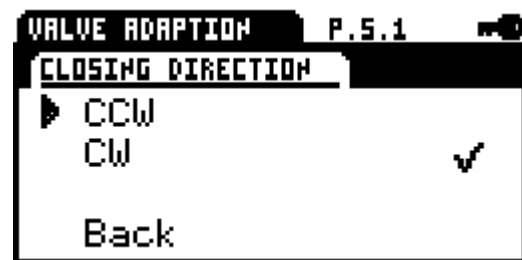 VALVE ADAPTION P.5.1
CLOSING DIRECTION
CCW
CW
Back